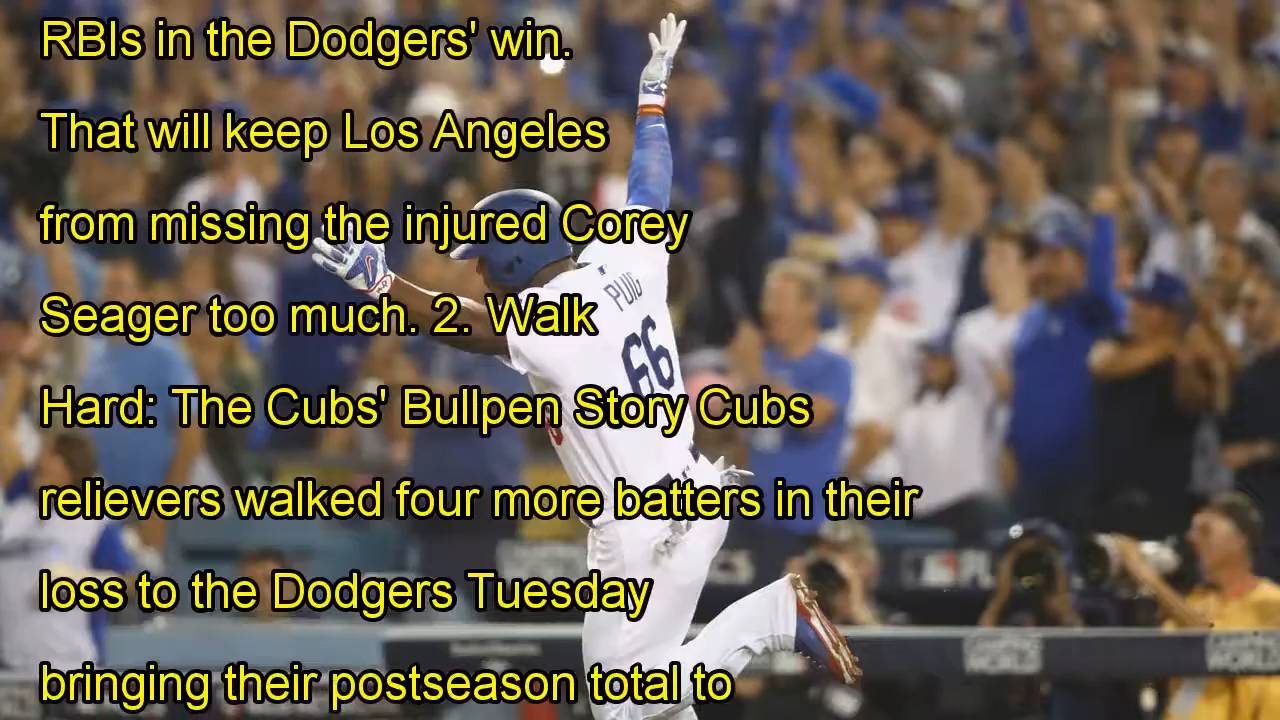 RBIs in the Dodgers' win.
That will keep Los Angeles
from missing the injured Corey
Seager too much. 2. Walk
Hard: The Cubs' Bullpen Story Cubs
relievers walked four more batters in their
loss to the Dodgers Tuesday
bringing their postseason total to
PUIG
66